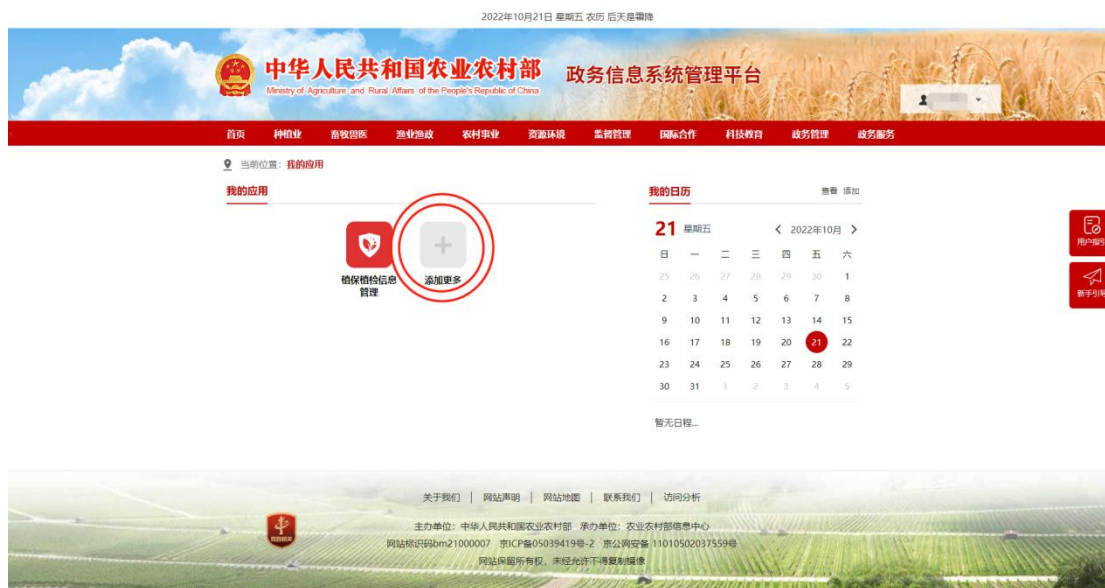 2022年10月21日 星期五 农历 后天是霜降
中华人民共和国农业农村部 政务信息系统管理平台
Ministry of Agriculture and Rural Affairs of the People's Republic of China
首页 种植业 畜牧兽医 渔业渔政 农村事业 资源环境 监督管理 国际合作 科技教育 政务管理 政务服务
当前位置：我的应用
我的应用
植保植检信息
管理
添加更多
我的日历 查看 添加
21 星期五 2022年10月
日 一 二 三 四 五 六
25 26 27 28 29 30 1
2 3 4 5 6 7 8
9 10 11 12 13 14 15
16 17 18 19 20 21 22
23 24 25 26 27 28 29
30 31 1 2 3 4 5
暂无日程...
用户指引
新手引导
关于我们 | 网站声明 | 网站地图 | 联系我们 | 访问分析
主办单位：中华人民共和国农业农村部 承办单位：农业农村部信息中心
网站标识码bm21000007 京ICP备05039419号-2 京公网安备 11010502037559号
网站保留所有权，未经允许不得复制镜像
党政机关